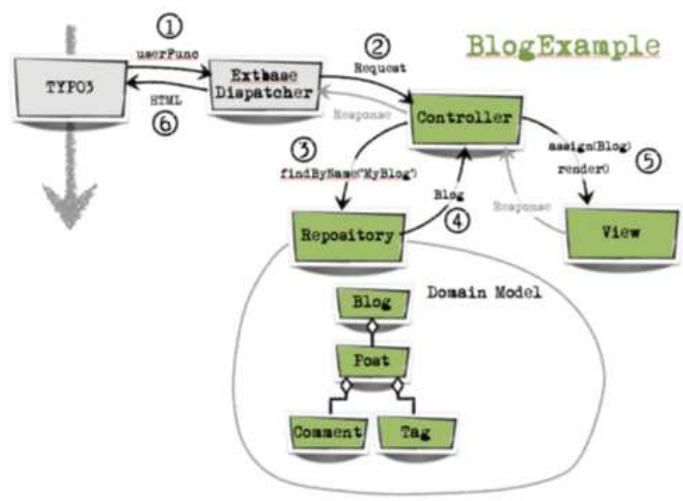 ①
userFunc
②
BlogExample
TYPO3
Extbase
Dispatcher
Request
HTML
⑥
Response
Controller
③
findByName("MyBlog")
assign(Blog)
render()
⑤
Blog
④
Response
Repository
View
Domain Model
Blog
Post
Comment
Tag